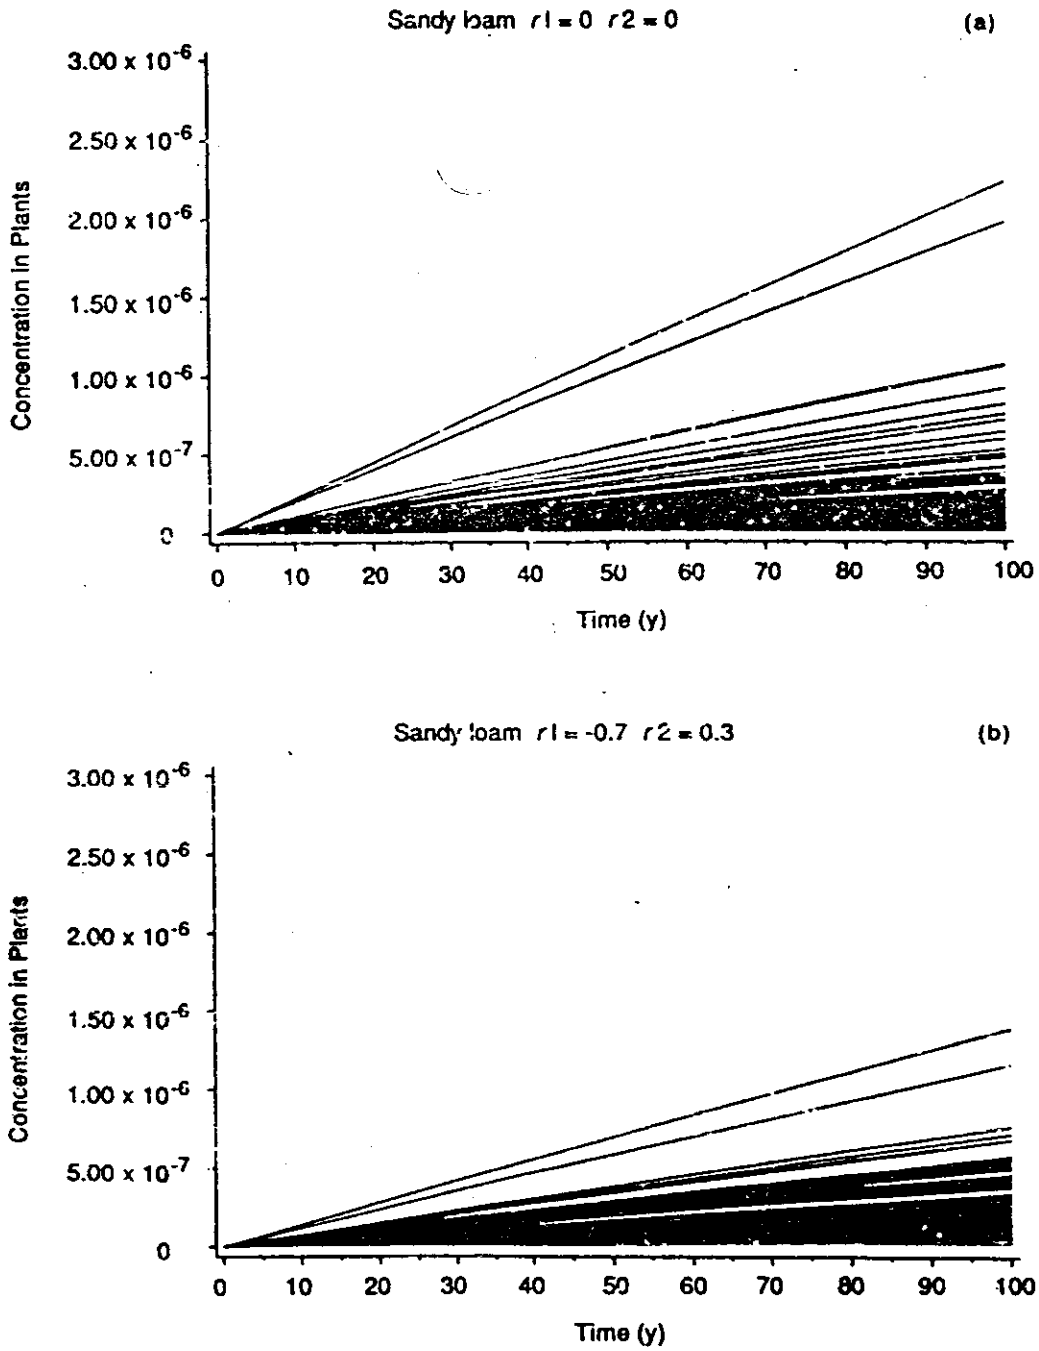 Sandy loam r1 = 0 r2 = 0 (a)
Concentration in Plants
3.00 x 10-6
2.50 x 10-6
2.00 x 10-6
1.50 x 10-6
1.00 x 10-6
5.00 x 10-7
0
0 10 20 30 40 50 60 70 80 90 100
Time (y)
Sandy loam r1 = -0.7 r2 = 0.3 (b)
Concentration in Plants
3.00 x 10-6
2.50 x 10-6
2.00 x 10-6
1.50 x 10-6
1.00 x 10-6
5.00 x 10-7
0
0 10 20 30 40 50 60 70 80 90 100
Time (y)